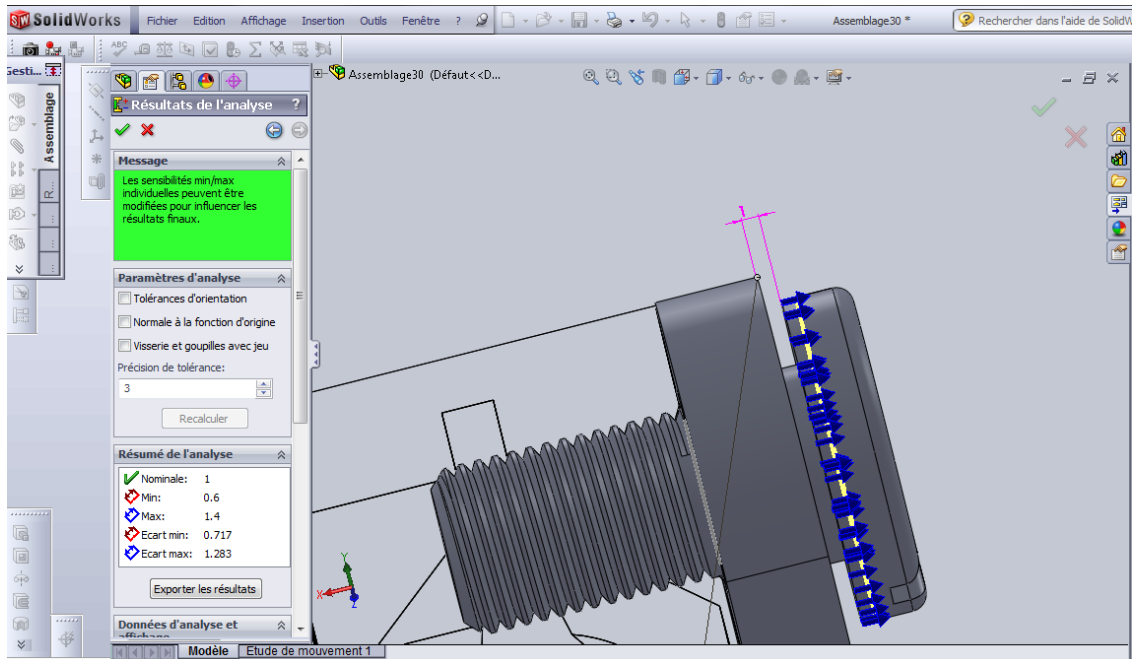 SolidWorks Fichier Edition Affichage Insertion Outils Fenêtre ? Assemblage30 * Rechercher dans l'aide de SolidW
Gesti...
Assemblage30 (Défaut<<D...
Assemblage
R...
Résultats de l'analyse ?
Message
Les sensibilités min/max
individuelles peuvent être
modifiées pour influencer les
résultats finaux.
Paramètres d'analyse
Tolérances d'orientation
Normale à la fonction d'origine
Visserie et goupilles avec jeu
Précision de tolérance:
3
Recalculer
Résumé de l'analyse
Nominale: 1
Min: 0.6
Max: 1.4
Ecart min: 0.717
Ecart max: 1.283
Exporter les résultats
Données d'analyse et
affichage
1
Y
X
Z
Modèle Etude de mouvement 1